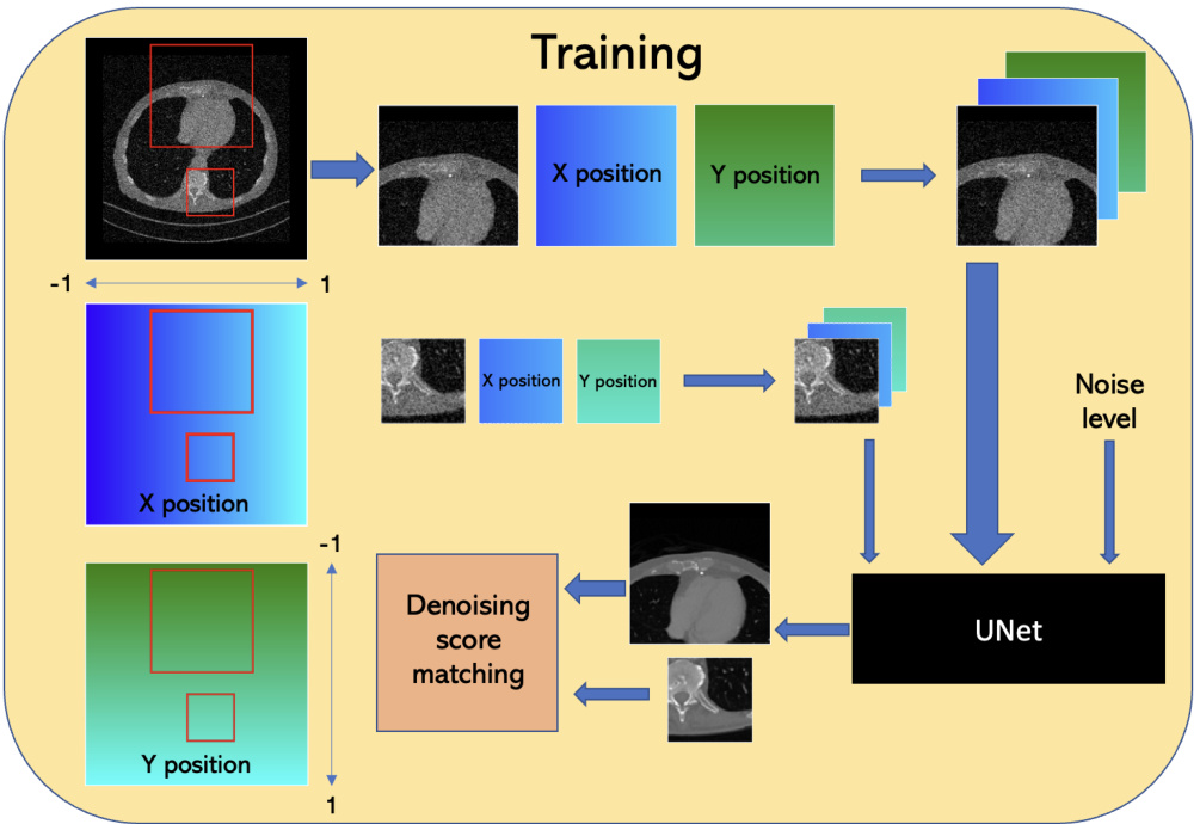 Training
X position
Y position
-1
1
X position
Y position
Noise
level
X position
-1
Denoising
score
matching
UNet
Y position
1